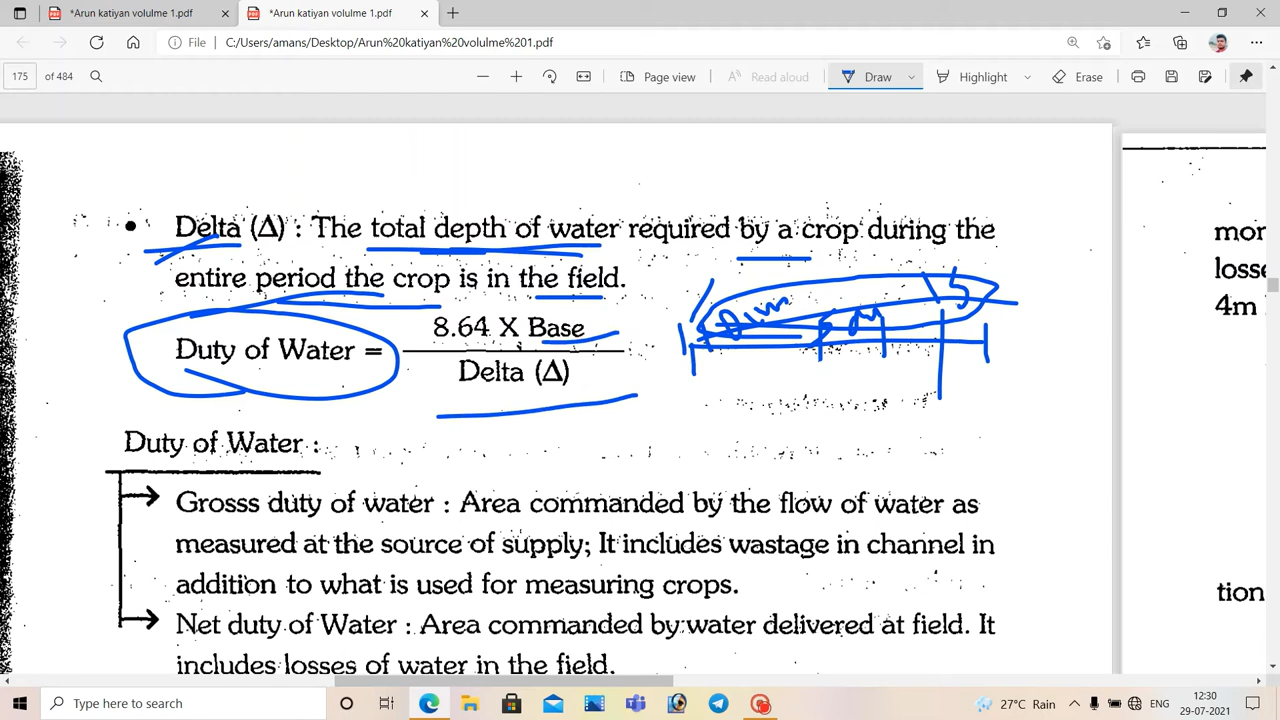 *Arun katiyan volulme 1.pdf
*Arun katiyan volulme 1.pdf
File C:/Users/amans/Desktop/Arun%20katiyan%20volulme%201.pdf
175 of 484 Page view Read aloud Draw Highlight Erase
• Delta (Δ) : The total depth of water required by a crop during the
entire period the crop is in the field.
Duty of Water = 8.64 X Base
Delta (Δ)
Duty of Water :
Grosss duty of water : Area commanded by the flow of water as
measured at the source of supply; It includes wastage in channel in
addition to what is used for measuring crops.
Net duty of Water : Area commanded by water delivered at field. It
includes losses of water in the field.
mor
losse
4m
tion
Type here to search
27°C Rain ENG 12:30
29-07-2021